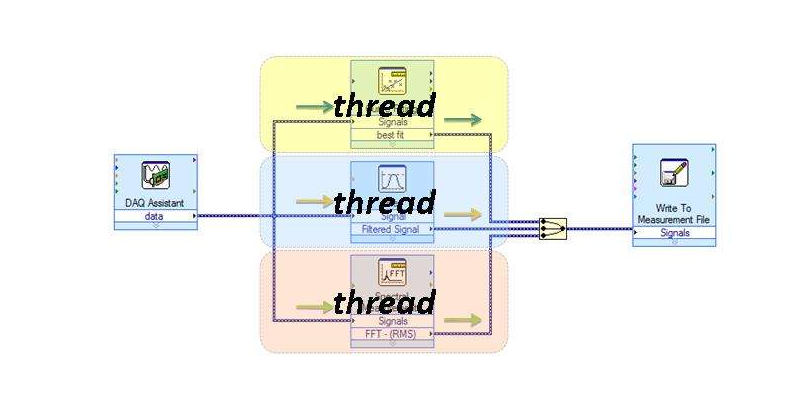 thread
Signals
best fit
DAQ Assistant
data
thread
Signal
Filtered Signal
Write To
Measurement File
Signals
FFT
thread
Signals
FFT - (RMS)